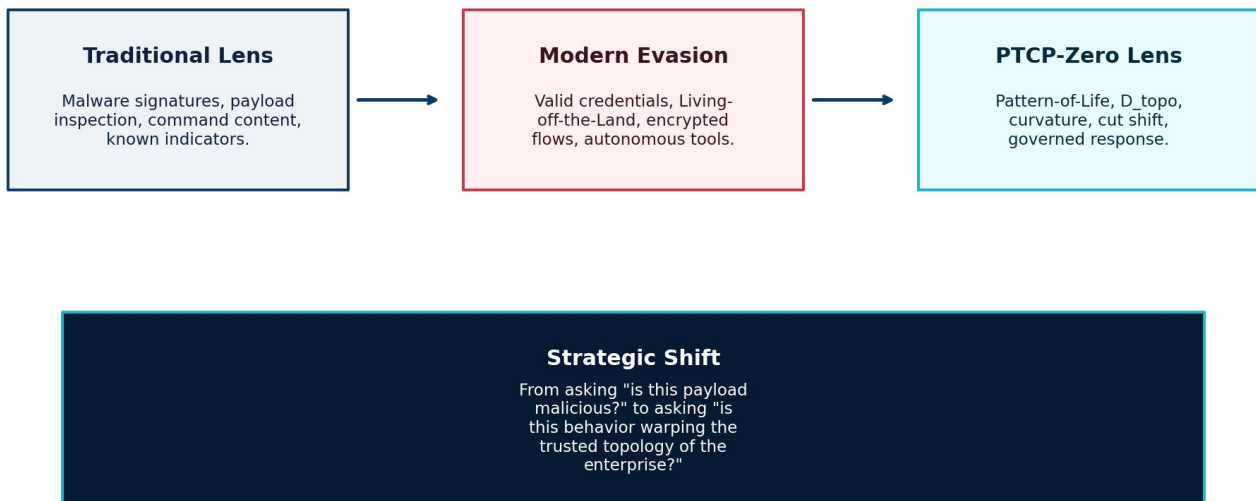 Traditional Lens
Malware signatures, payload
inspection, command content,
known indicators.
Modern Evasion
Valid credentials, Living-
off-the-Land, encrypted
flows, autonomous tools.
PTCP-Zero Lens
Pattern-of-Life, D_topo,
curvature, cut shift,
governed response.
Strategic Shift
From asking "is this payload
malicious?" to asking "is
this behavior warping the
trusted topology of the
enterprise?"